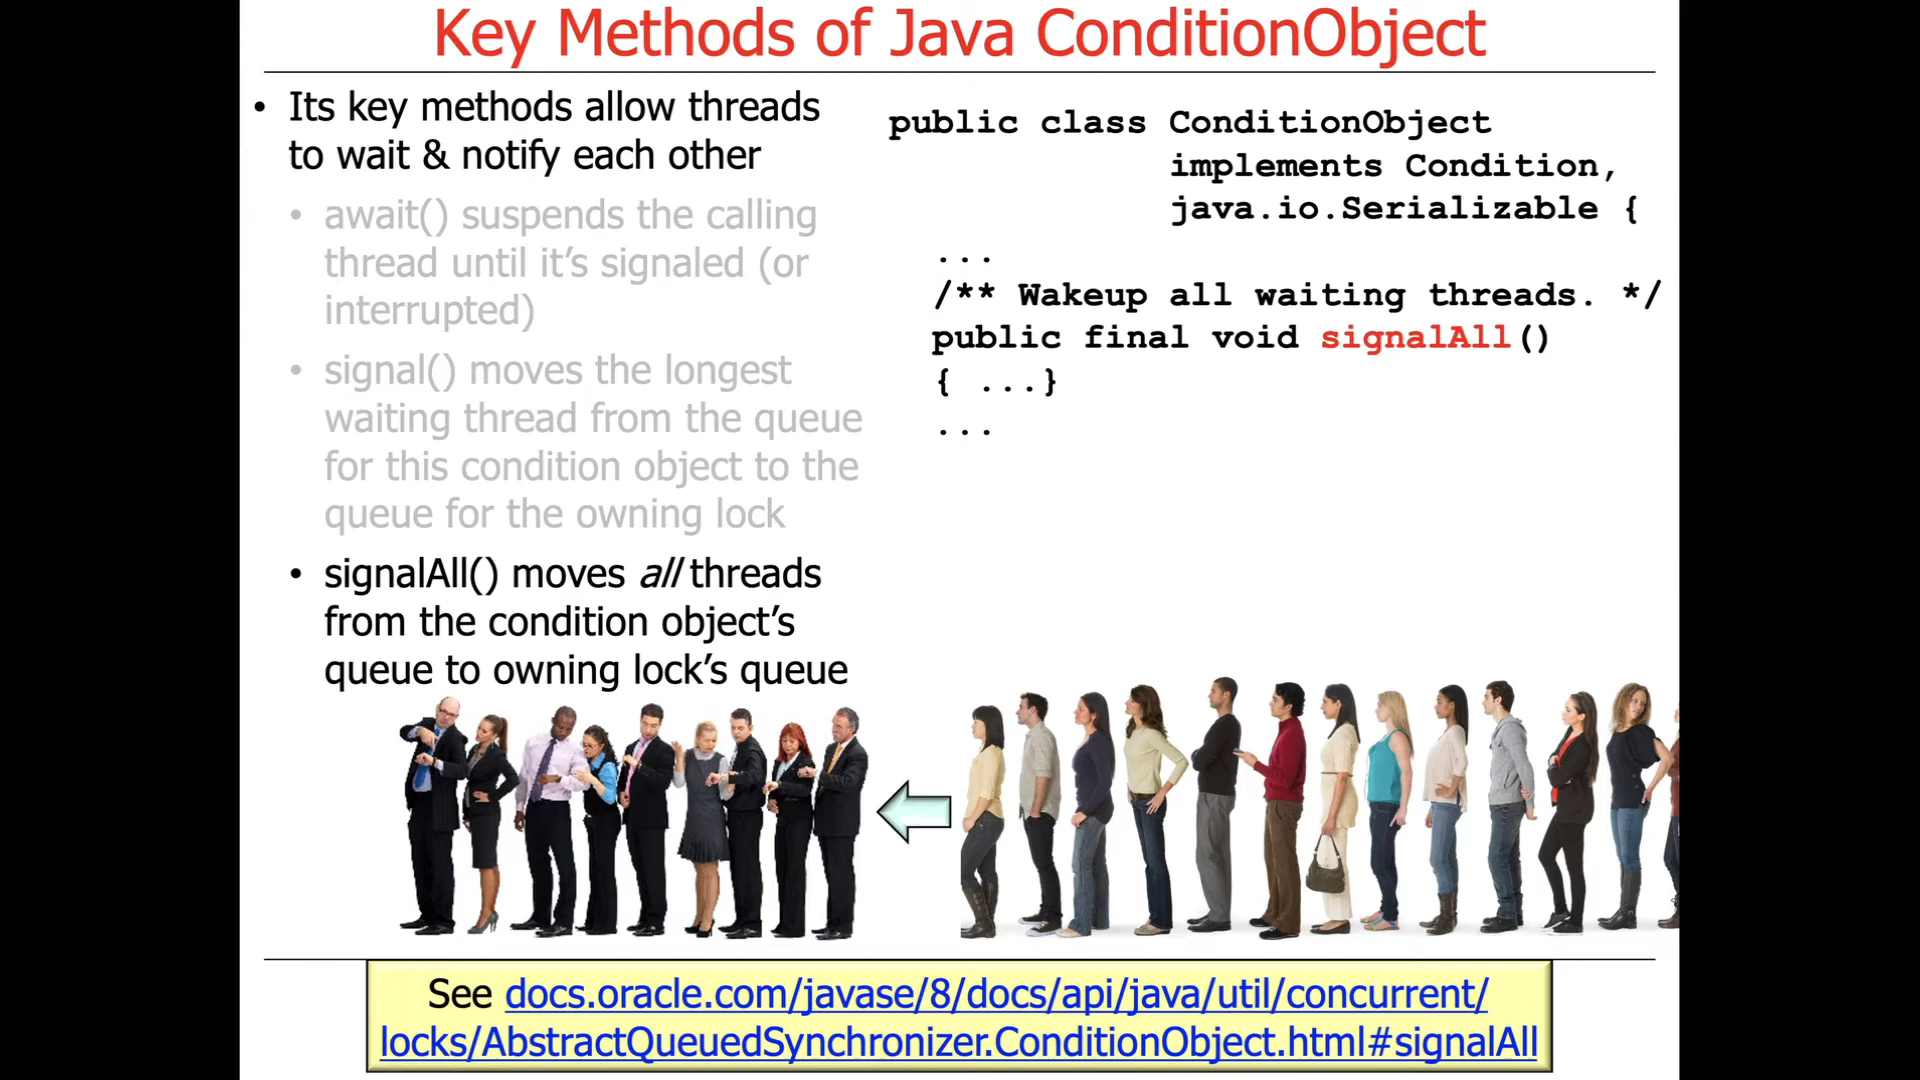 Key Methods of Java ConditionObject
• Its key methods allow threads
to wait & notify each other
• await() suspends the calling
thread until it’s signaled (or
interrupted)
• signal() moves the longest
waiting thread from the queue
for this condition object to the
queue for the owning lock
• signalAll() moves all threads
from the condition object’s
queue to owning lock’s queue
public class ConditionObject
implements Condition,
java.io.Serializable {
...
/** Wakeup all waiting threads. */
public final void signalAll()
{ ...}
...
See docs.oracle.com/javase/8/docs/api/java/util/concurrent/
locks/AbstractQueuedSynchronizer.ConditionObject.html#signalAll